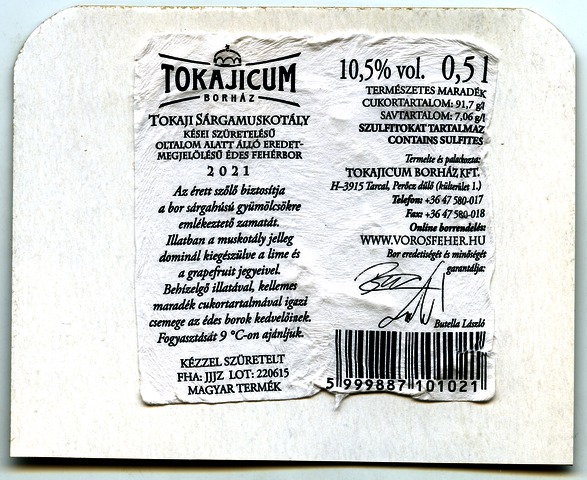 TOKAJICUM
BORHÁZ
TOKAJI SÁRGAMUSKOTÁLY
KÉSEI SZÜRETELÉSŰ
OLTALOM ALATT ÁLLÓ EREDET-
MEGJELÖLÉSŰ ÉDES FEHÉRBOR
2021
Az érett szőlő biztosítja
a bor sárgahúsú gyümölcsökre
emlékeztető zamatát.
Illatban a muskotály jelleg
dominál kiegészülve a lime és
a grapefruit jegyeivel.
Behízelgő illatával, kellemes
maradék cukortartalmával igazi
csemege az édes borok kedvelőinek.
Fogyasztását 9 °C-on ajánljuk.
KÉZZEL SZÜRETELT
FHA: JJJZ LOT: 220615
MAGYAR TERMÉK
10,5% vol. 0,5 l
TERMÉSZETES MARADÉK
CUKORTARTALOM: 91,7 g/l
SAVTARTALOM: 7,06 g/l
SZULFITOKAT TARTALMAZ
CONTAINS SULFITES
Termelte és palackozta:
TOKAJICUM BORHÁZ KFT.
H-3915 Tarcal, Perőcz dűlő (külterület 1.)
Telefon: +36 47 580-017
Fax: +36 47 580-018
Online borrendelés:
WWW.VOROSFEHER.HU
Bor eredetiségét és minőségét
garantálja:
Butella László
5 999887 101021